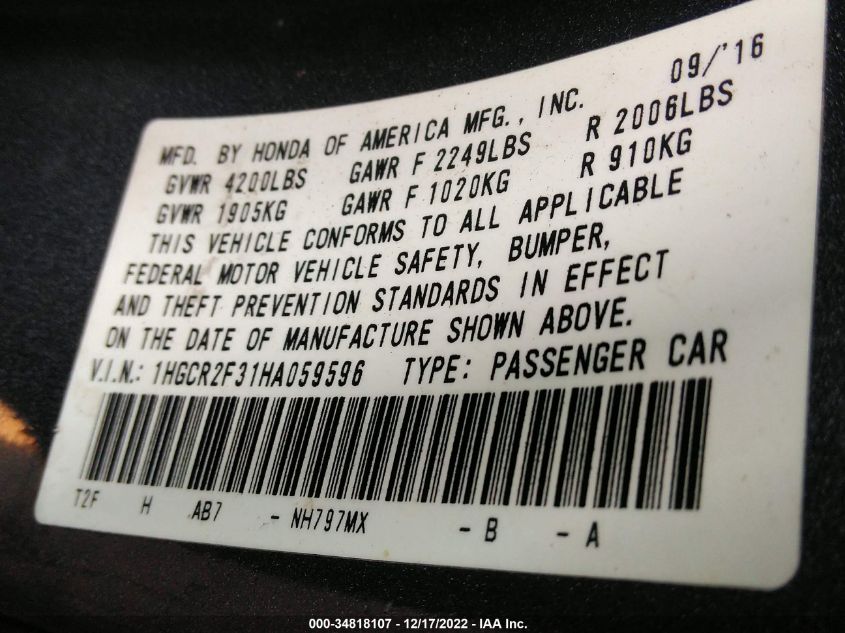 09/'16
MFD. BY HONDA OF AMERICA MFG., INC.
GVWR 4200LBS GAWR F 2249LBS R 2006LBS
GVWR 1905KG GAWR F 1020KG R 910KG
THIS VEHICLE CONFORMS TO ALL APPLICABLE
FEDERAL MOTOR VEHICLE SAFETY, BUMPER,
AND THEFT PREVENTION STANDARDS IN EFFECT
ON THE DATE OF MANUFACTURE SHOWN ABOVE.
V.I.N.: 1HGCR2F31HA059596 TYPE: PASSENGER CAR
T2F H AB7 - NH797MX - B - A
000-34818107 - 12/17/2022 - IAA Inc.